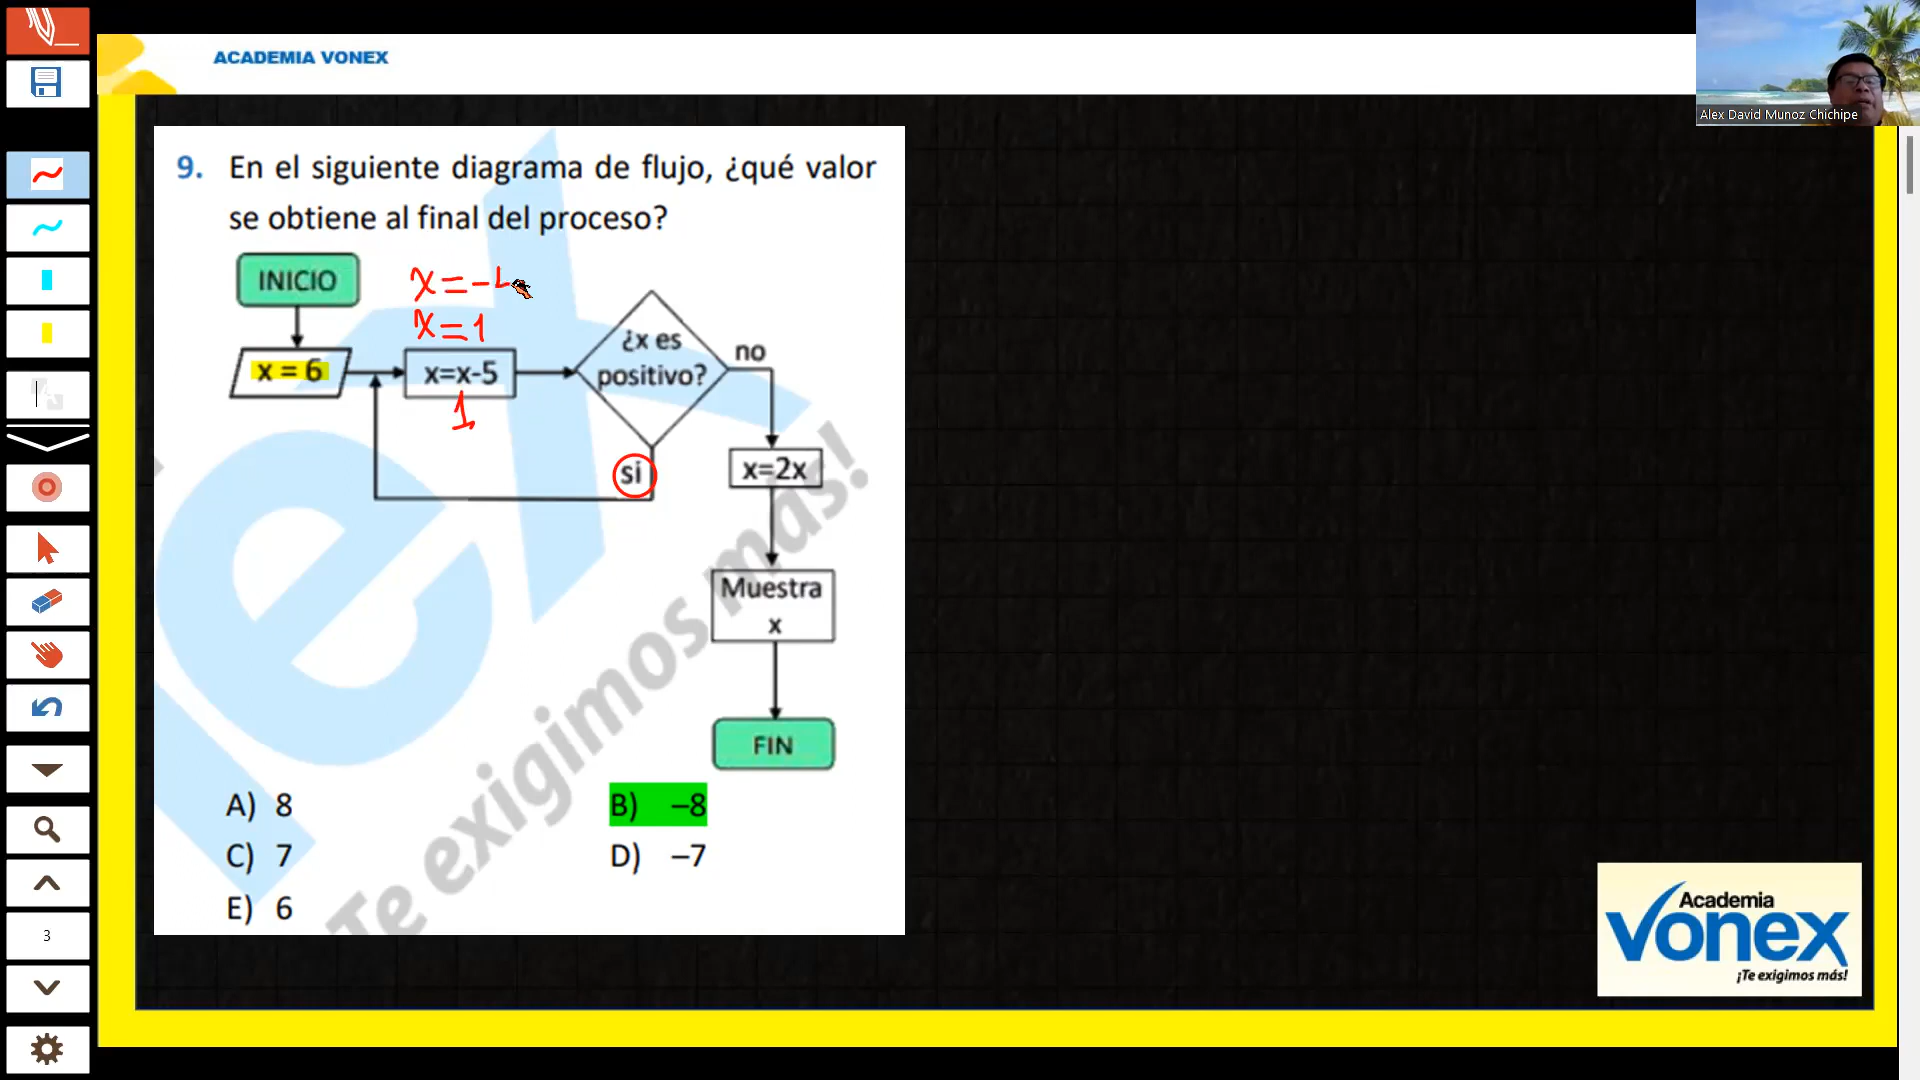 ACADEMIA VONEX
Alex David Munoz Chichipe
9. En el siguiente diagrama de flujo, ¿qué valor
se obtiene al final del proceso?
INICIO
x = -4
x = 1
x = 6
x=x-5
1
¿x es
positivo?
no
si
x=2x
Muestra
x
FIN
A) 8
B) –8
C) 7
D) –7
E) 6
Te exigimos más!
3
Academia
Vonex
¡Te exigimos más!